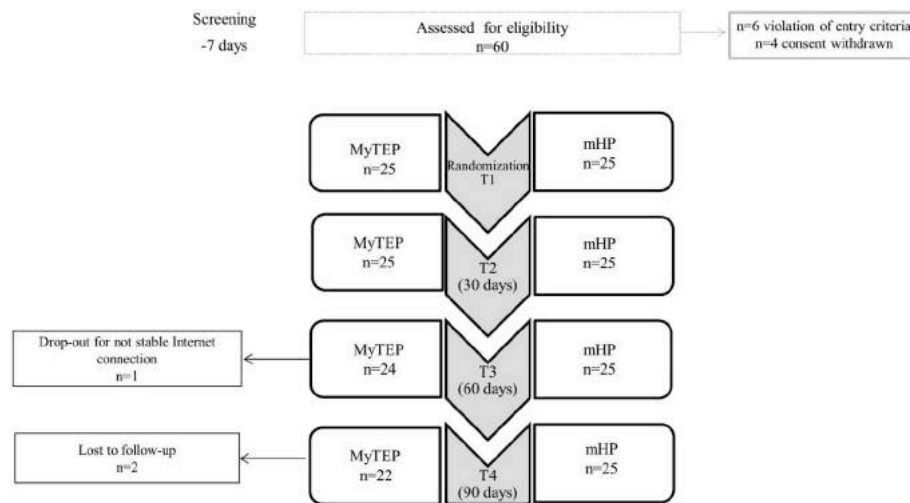 Screening
-7 days
Assessed for eligibility
n=60
n=6 violation of entry criteria
n=4 consent withdrawn
MyTEP
n=25
Randomization
T1
mHP
n=25
MyTEP
n=25
T2
(30 days)
mHP
n=25
Drop-out for not stable Internet
connection
n=1
MyTEP
n=24
T3
(60 days)
mHP
n=25
Lost to follow-up
n=2
MyTEP
n=22
T4
(90 days)
mHP
n=25